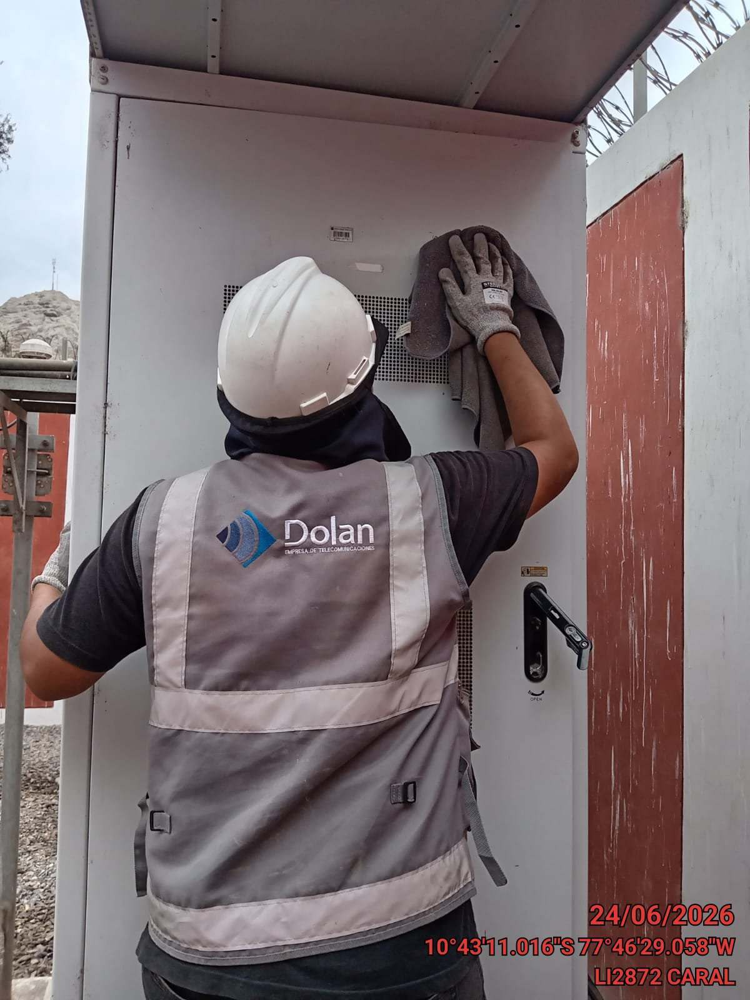 Dolan
EMPRESA DE TELECOMUNICACIONES
OPEN
24/06/2026
10°43'11.016"S 77°46'29.058"W
LI2872 CARAL